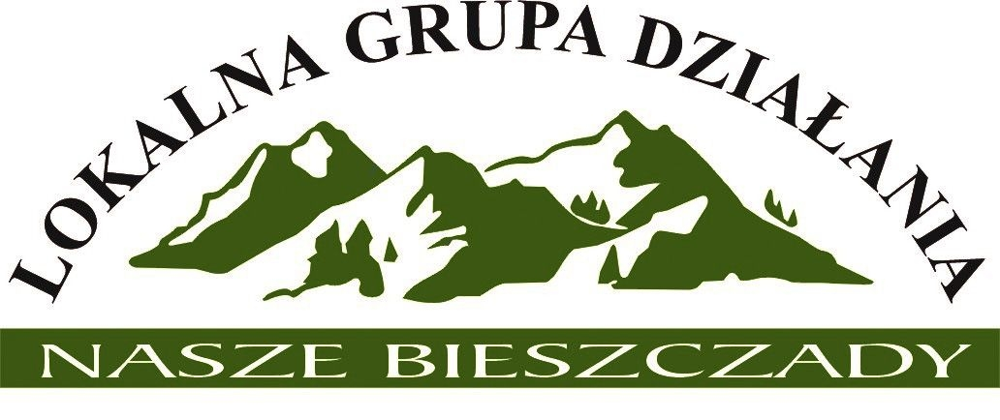 LOKALNA GRUPA DZIAŁANIA
NASZE BIESZCZADY